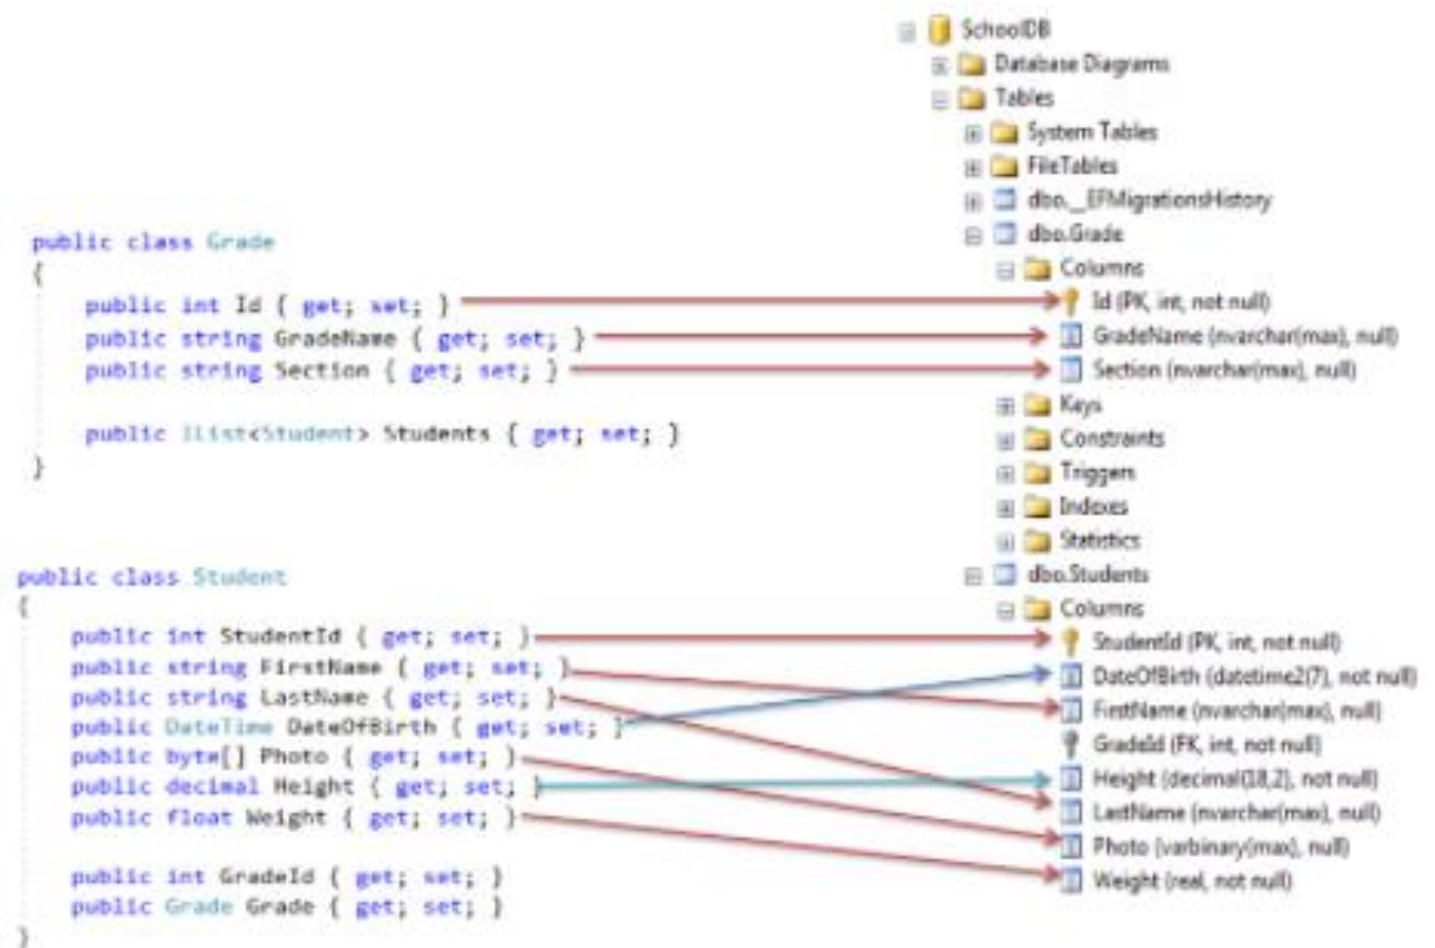 public class Grade
{
public int Id { get; set; }
public string GradeName { get; set; }
public string Section { get; set; }
public IList<Student> Students { get; set; }
}
public class Student
{
public int StudentId { get; set; }
public string FirstName { get; set; }
public string LastName { get; set; }
public DateTime DateOfBirth { get; set; }
public byte[] Photo { get; set; }
public decimal Height { get; set; }
public float Weight { get; set; }
public int GradeId { get; set; }
public Grade Grade { get; set; }
}
SchoolDB
Database Diagrams
Tables
System Tables
FileTables
dbo.__EFMigrationsHistory
dbo.Grade
Columns
Id (PK, int, not null)
GradeName (nvarchar(max), null)
Section (nvarchar(max), null)
Keys
Constraints
Triggers
Indexes
Statistics
dbo.Students
Columns
StudentId (PK, int, not null)
DateOfBirth (datetime2(7), not null)
FirstName (nvarchar(max), null)
GradeId (FK, int, not null)
Height (decimal(18,2), not null)
LastName (nvarchar(max), null)
Photo (varbinary(max), null)
Weight (real, not null)